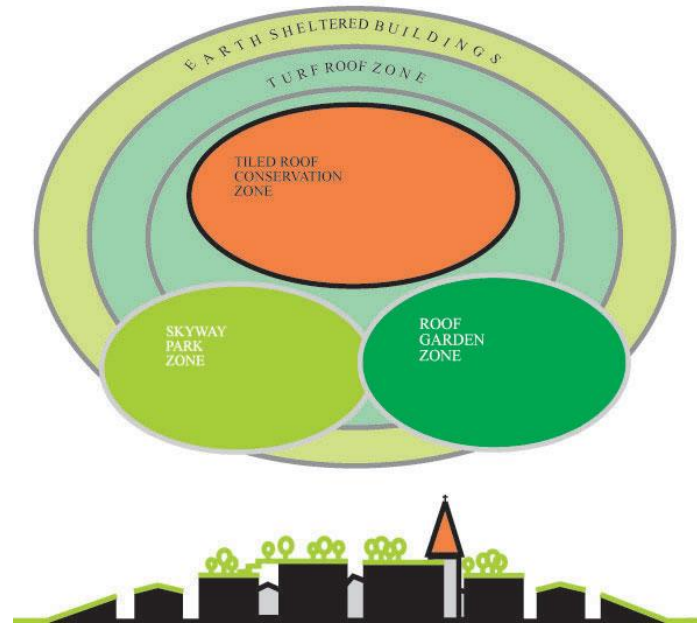 EARTH SHELTERED BUILDINGS
TURF ROOF ZONE
TILED ROOF
CONSERVATION
ZONE
SKYWAY
PARK
ZONE
ROOF
GARDEN
ZONE